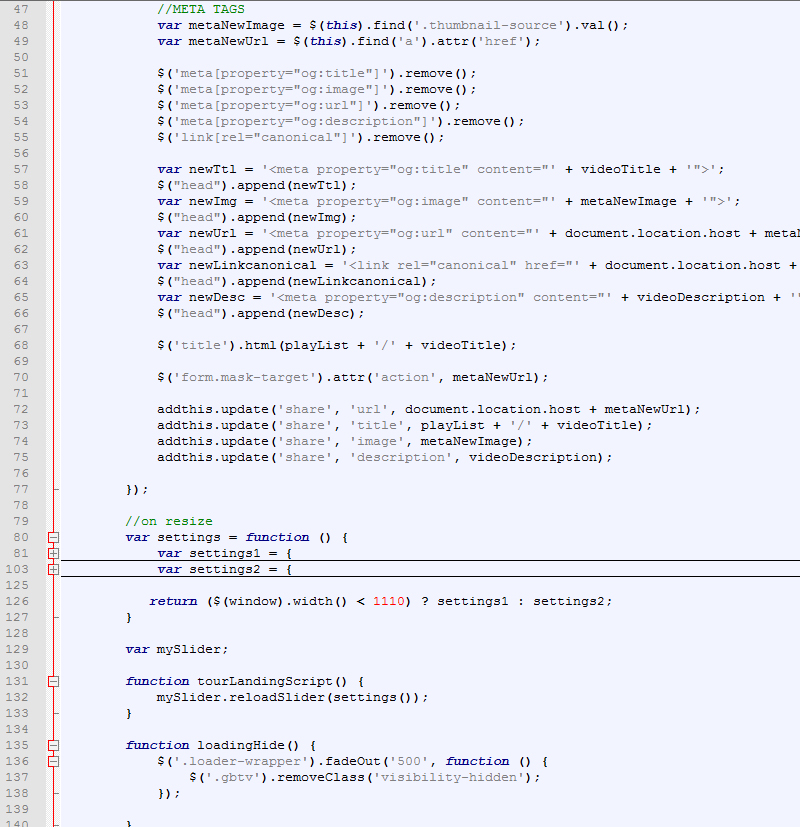 47 //META TAGS
48 var metaNewImage = $(this).find('.thumbnail-source').val();
49 var metaNewUrl = $(this).find('a').attr('href');
50
51 $('meta[property="og:title"]').remove();
52 $('meta[property="og:image"]').remove();
53 $('meta[property="og:url"]').remove();
54 $('meta[property="og:description"]').remove();
55 $('link[rel="canonical"]').remove();
56
57 var newTtl = '<meta property="og:title" content="' + videoTitle + '">';
58 $("head").append(newTtl);
59 var newImg = '<meta property="og:image" content="' + metaNewImage + '">';
60 $("head").append(newImg);
61 var newUrl = '<meta property="og:url" content="' + document.location.host + metaN
62 $("head").append(newUrl);
63 var newLinkcanonical = '<link rel="canonical" href="' + document.location.host +
64 $("head").append(newLinkcanonical);
65 var newDesc = '<meta property="og:description" content="' + videoDescription + '"
66 $("head").append(newDesc);
67
68 $('title').html(playList + '/' + videoTitle);
69
70 $('form.mask-target').attr('action', metaNewUrl);
71
72 addthis.update('share', 'url', document.location.host + metaNewUrl);
73 addthis.update('share', 'title', playList + '/' + videoTitle);
74 addthis.update('share', 'image', metaNewImage);
75 addthis.update('share', 'description', videoDescription);
76
77 });
78
79 //on resize
80 var settings = function () {
81 var settings1 = {
103 var settings2 = {
125
126 return ($(window).width() < 1110) ? settings1 : settings2;
127 }
128
129 var mySlider;
130
131 function tourLandingScript() {
132 mySlider.reloadSlider(settings());
133 }
134
135 function loadingHide() {
136 $('.loader-wrapper').fadeOut('500', function () {
137 $('.gbtv').removeClass('visibility-hidden');
138 });
139
140 }